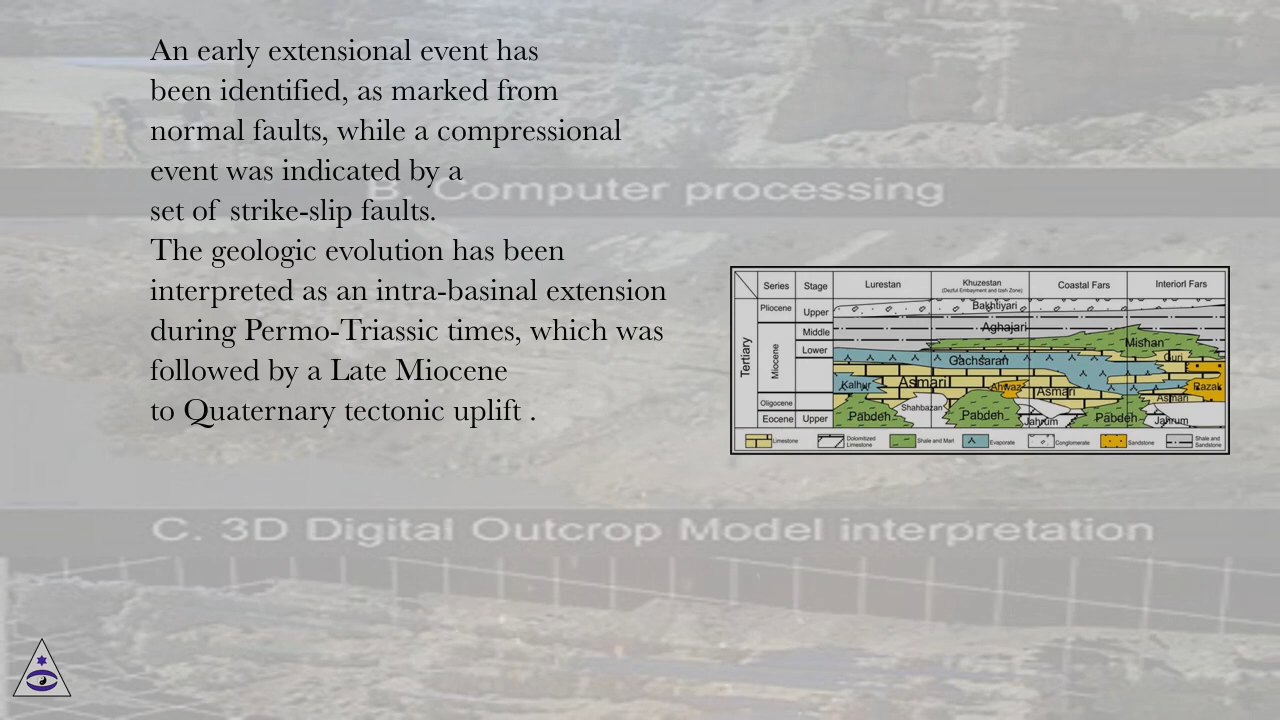 An early extensional event has
been identified, as marked from
normal faults, while a compressional
event was indicated by a
B. Computer processing
set of strike-slip faults.
The geologic evolution has been
interpreted as an intra-basinal extension
during Permo-Triassic times, which was
followed by a Late Miocene
to Quaternary tectonic uplift .
Series Stage Lurestan Khuzestan Coastal Fars Interiorl Fars
(Dezful Embayment and Izeh Zone)
Pliocene Upper Bakhtiyari
Middle Aghajari
Mishan
Tertiary Miocene Lower Gachsaran Guri
Kalhur Asmari Ahwaz Asmari Razak
Oligocene Shahbazan Asmari
Eocene Upper Pabdeh Pabdeh Jahrum Pabdeh Jahrum
Limestone Dolomitized Limestone Shale and Marl Evaporate Conglomerate Sandstone Shale and Sandstone
C. 3D Digital Outcrop Model interpretation